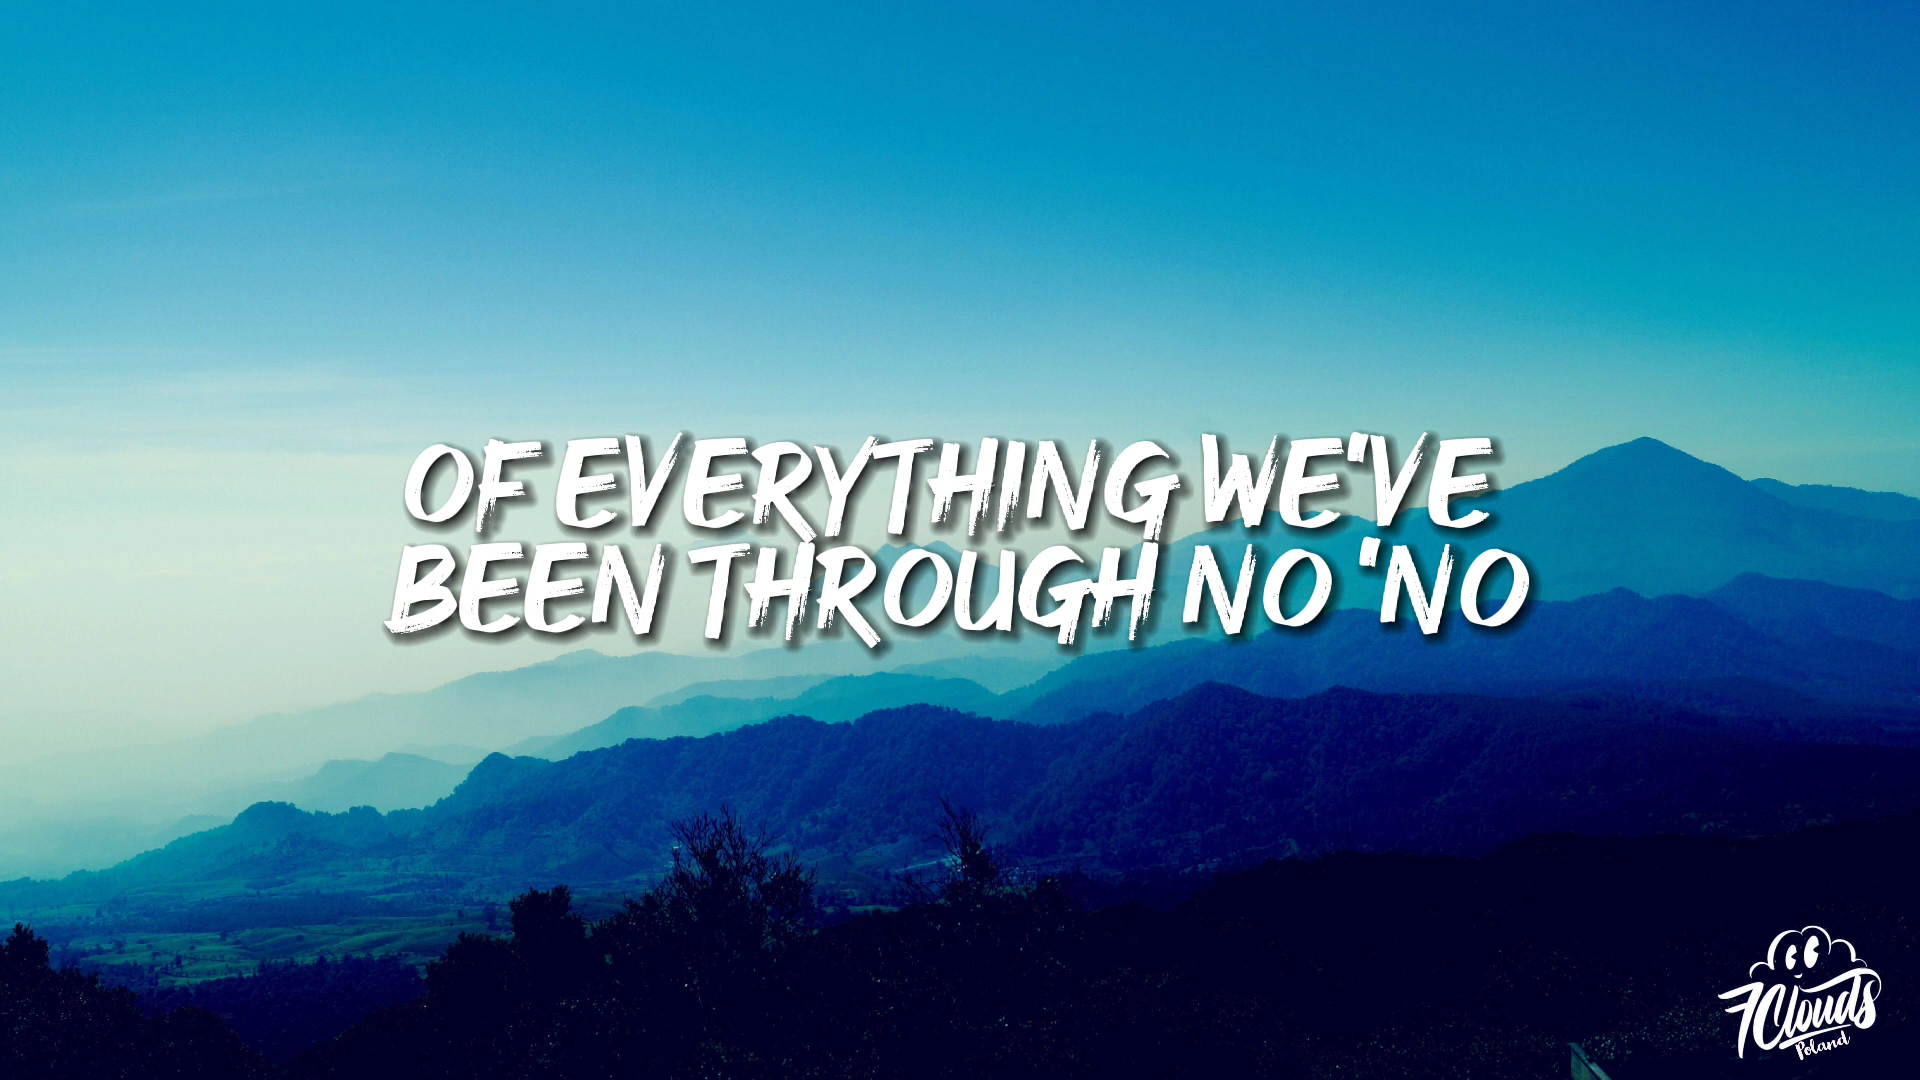 OF EVERYTHING WE'VE
BEEN THROUGH NO 'NO
7Clouds
Poland